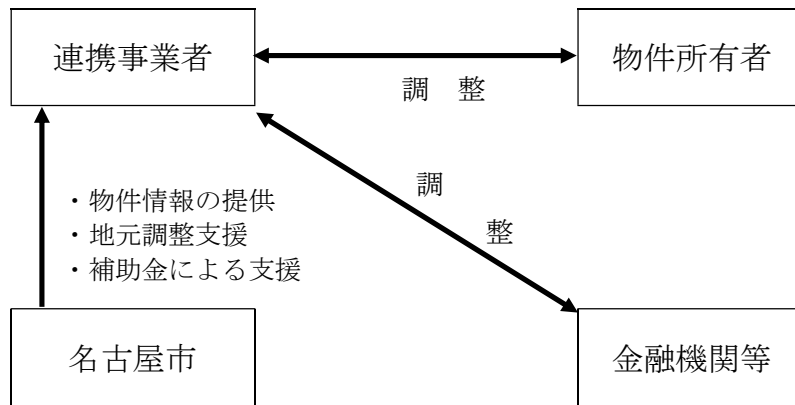 連携事業者
物件所有者
調　整
調
整
・物件情報の提供
・地元調整支援
・補助金による支援
名古屋市
金融機関等